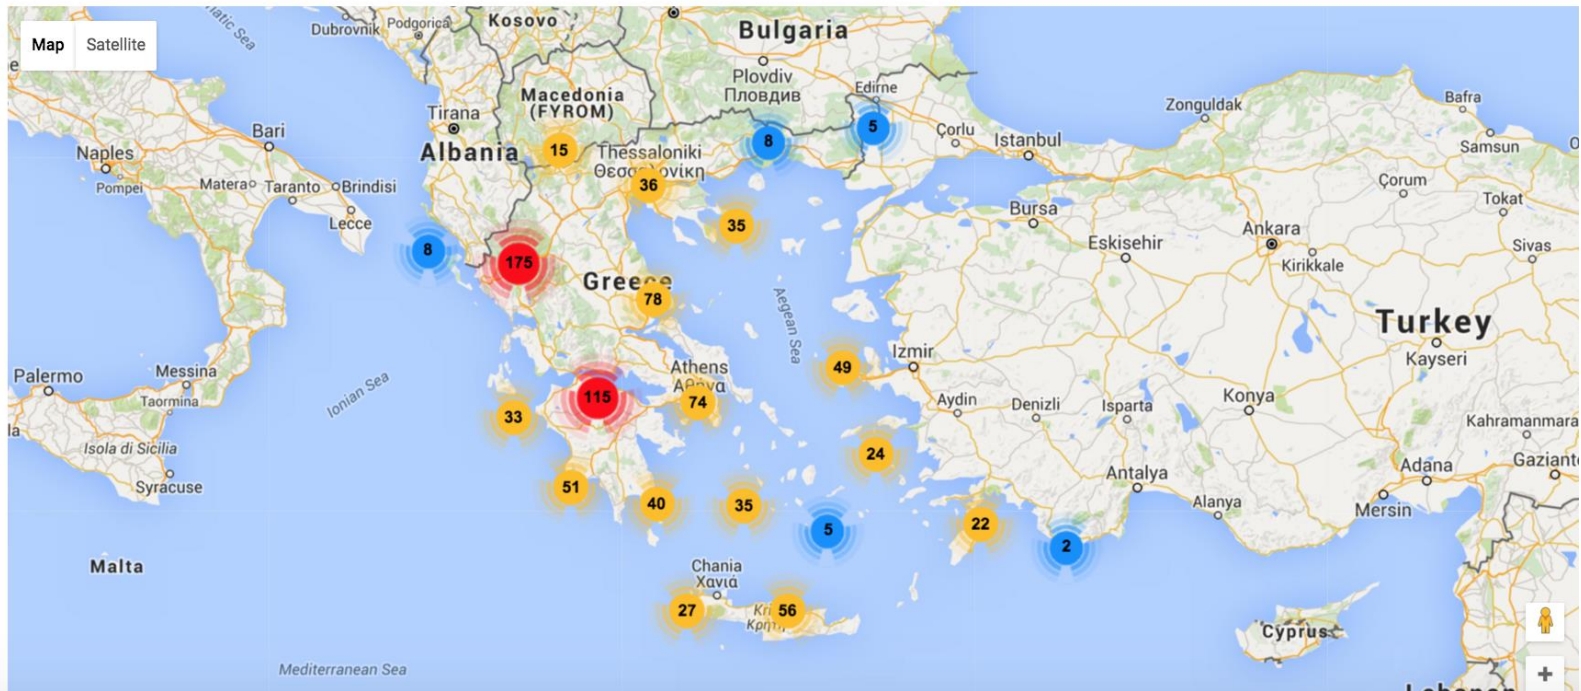 Map
Satellite
Dubrovnik
Podgorica
Kosovo
Bulgaria
Plovdiv
Пловдив
Edirne
Zonguldak
Bafra
Macedonia
(FYROM)
Tirana
Albania
15
8
5
Çorlu
Istanbul
Samsun
Bari
Naples
Pompei
Matera
Taranto
Brindisi
Lecce
Thessaloniki
36
35
Bursa
Çorum
Tokat
Ankara
Eskisehir
Kirikkale
Sivas
8
175
Greece
78
Aegean Sea
Turkey
Kayseri
Palermo
Messina
Taormina
Ionian Sea
Athens
Αθήνα
74
49
Izmir
115
33
Aydin
Denizli
Isparta
Konya
Kahramanmara
Isola di Sicilia
Syracuse
24
Antalya
Adana
Gaziante
51
40
35
5
22
2
Alanya
Mersin
Malta
Chania
Χανιά
27
56
Cyprus
Mediterranean Sea
+